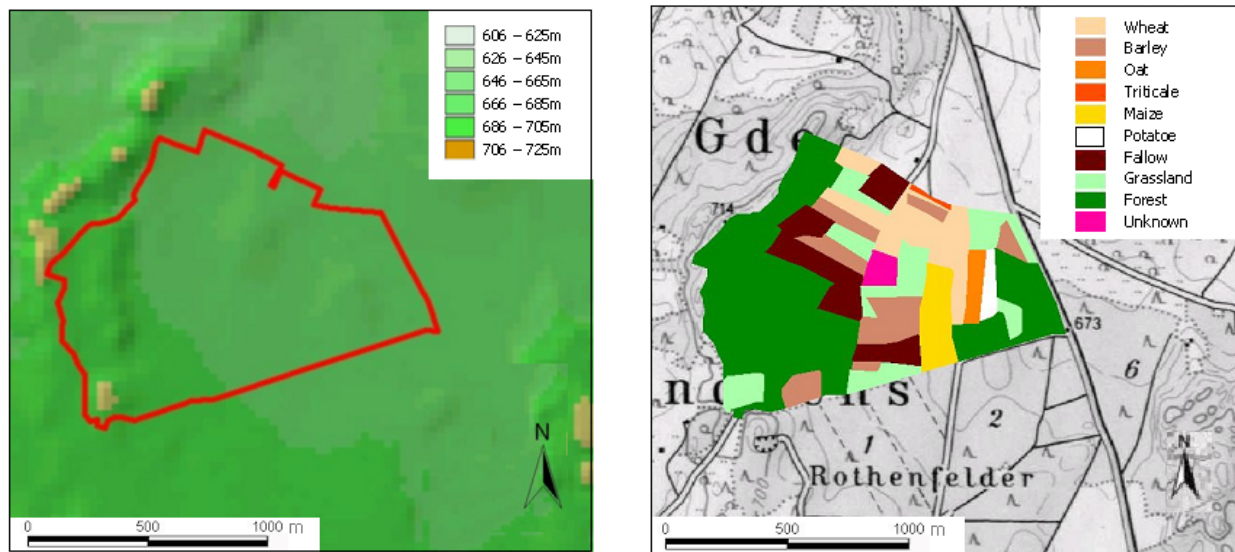 606 – 625m
626 – 645m
646 – 665m
666 – 685m
686 – 705m
706 – 725m
N
0 500 1000 m
Wheat
Barley
Oat
Triticale
Maize
Potatoe
Fallow
Grassland
Forest
Unknown
Gde
714
673
6
2
1
Rothenfelder
700
N
0 500 1000 m